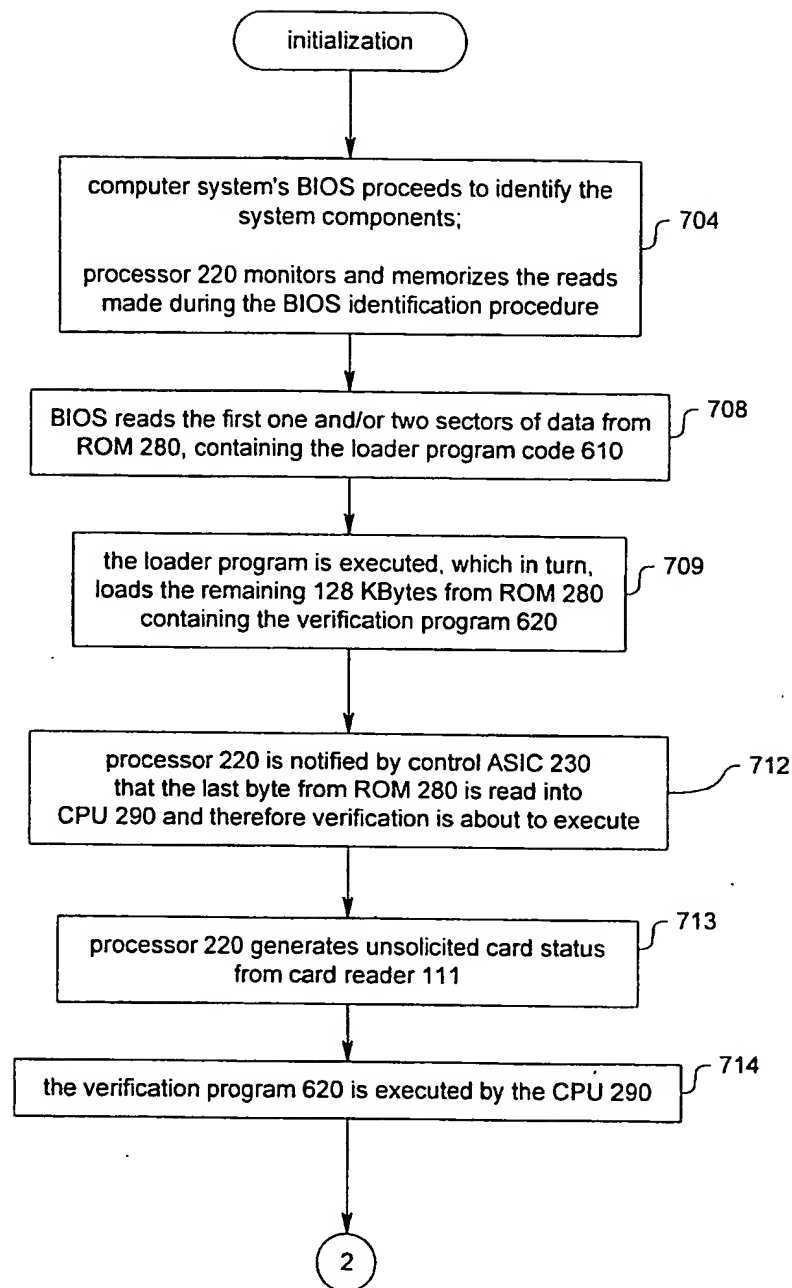 initialization
computer system's BIOS proceeds to identify the
system components;
processor 220 monitors and memorizes the reads
made during the BIOS identification procedure
704
BIOS reads the first one and/or two sectors of data from
ROM 280, containing the loader program code 610
708
the loader program is executed, which in turn,
loads the remaining 128 KBytes from ROM 280
containing the verification program 620
709
processor 220 is notified by control ASIC 230
that the last byte from ROM 280 is read into
CPU 290 and therefore verification is about to execute
712
processor 220 generates unsolicited card status
from card reader 111
713
the verification program 620 is executed by the CPU 290
714
2